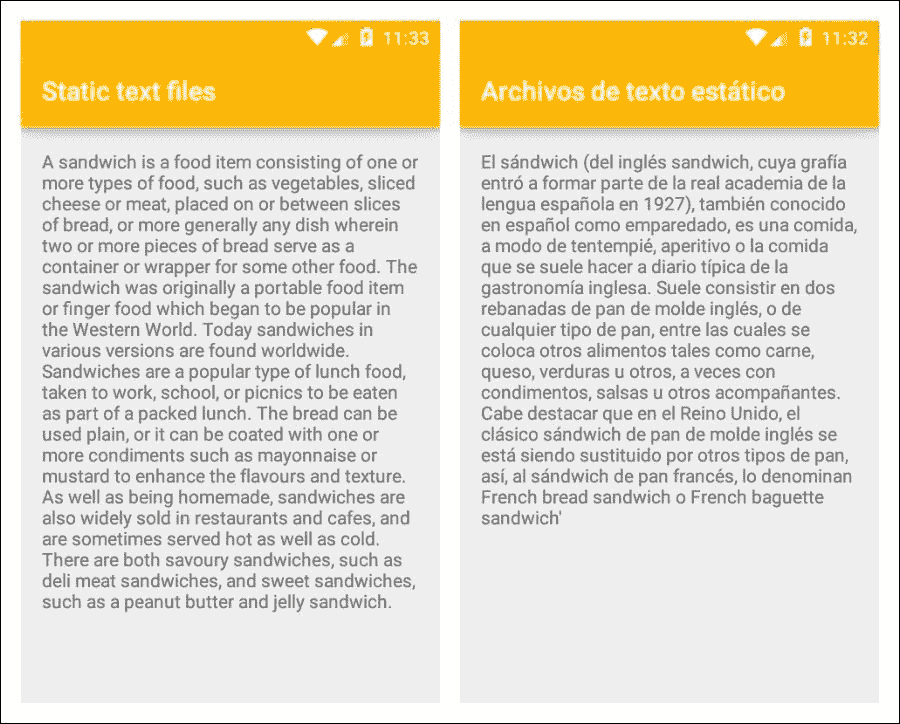 11:33
Static text files
A sandwich is a food item consisting of one or
more types of food, such as vegetables, sliced
cheese or meat, placed on or between slices
of bread, or more generally any dish wherein
two or more pieces of bread serve as a
container or wrapper for some other food. The
sandwich was originally a portable food item
or finger food which began to be popular in
the Western World. Today sandwiches in
various versions are found worldwide.
Sandwiches are a popular type of lunch food,
taken to work, school, or picnics to be eaten
as part of a packed lunch. The bread can be
used plain, or it can be coated with one or
more condiments such as mayonnaise or
mustard to enhance the flavours and texture.
As well as being homemade, sandwiches are
also widely sold in restaurants and cafes, and
are sometimes served hot as well as cold.
There are both savoury sandwiches, such as
deli meat sandwiches, and sweet sandwiches,
such as a peanut butter and jelly sandwich.
11:32
Archivos de texto estático
El sándwich (del inglés sandwich, cuya grafía
entró a formar parte de la real academia de la
lengua española en 1927), también conocido
en español como emparedado, es una comida,
a modo de tentempié, aperitivo o la comida
que se suele hacer a diario típica de la
gastronomía inglesa. Suele consistir en dos
rebanadas de pan de molde inglés, o de
cualquier tipo de pan, entre las cuales se
coloca otros alimentos tales como carne,
queso, verduras u otros, a veces con
condimentos, salsas u otros acompañantes.
Cabe destacar que en el Reino Unido, el
clásico sándwich de pan de molde inglés se
está siendo sustituido por otros tipos de pan,
así, al sándwich de pan francés, lo denominan
French bread sandwich o French baguette
sandwich'